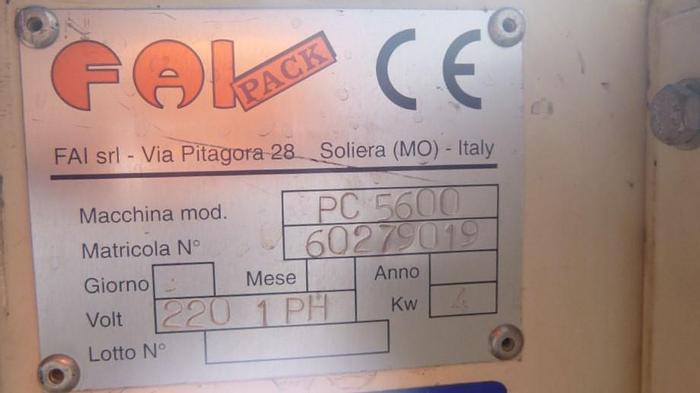 FAI PACK CE
FAI srl - Via Pitagora 28 Soliera (MO) - Italy
Macchina mod. PC 5600
Matricola N° 60279019
Giorno Mese Anno
Volt 220 1 PH Kw 4
Lotto N°